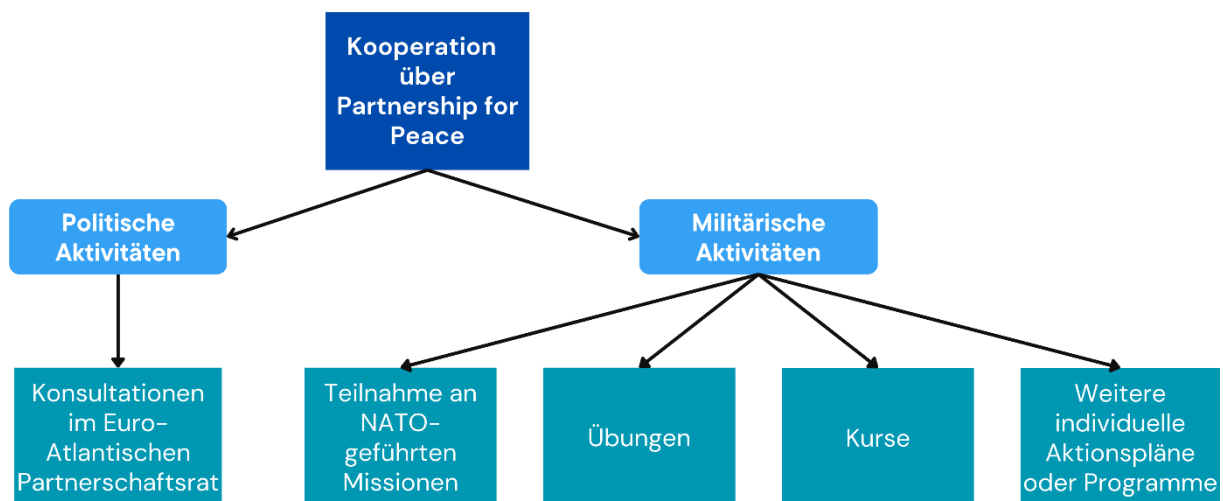 Kooperation
über
Partnership for
Peace
Politische
Aktivitäten
Militärische
Aktivitäten
Konsultationen
im Euro-
Atlantischen
Partnerschaftsrat
Teilnahme an
NATO-
geführten
Missionen
Übungen
Kurse
Weitere
individuelle
Aktionspläne
oder Programme